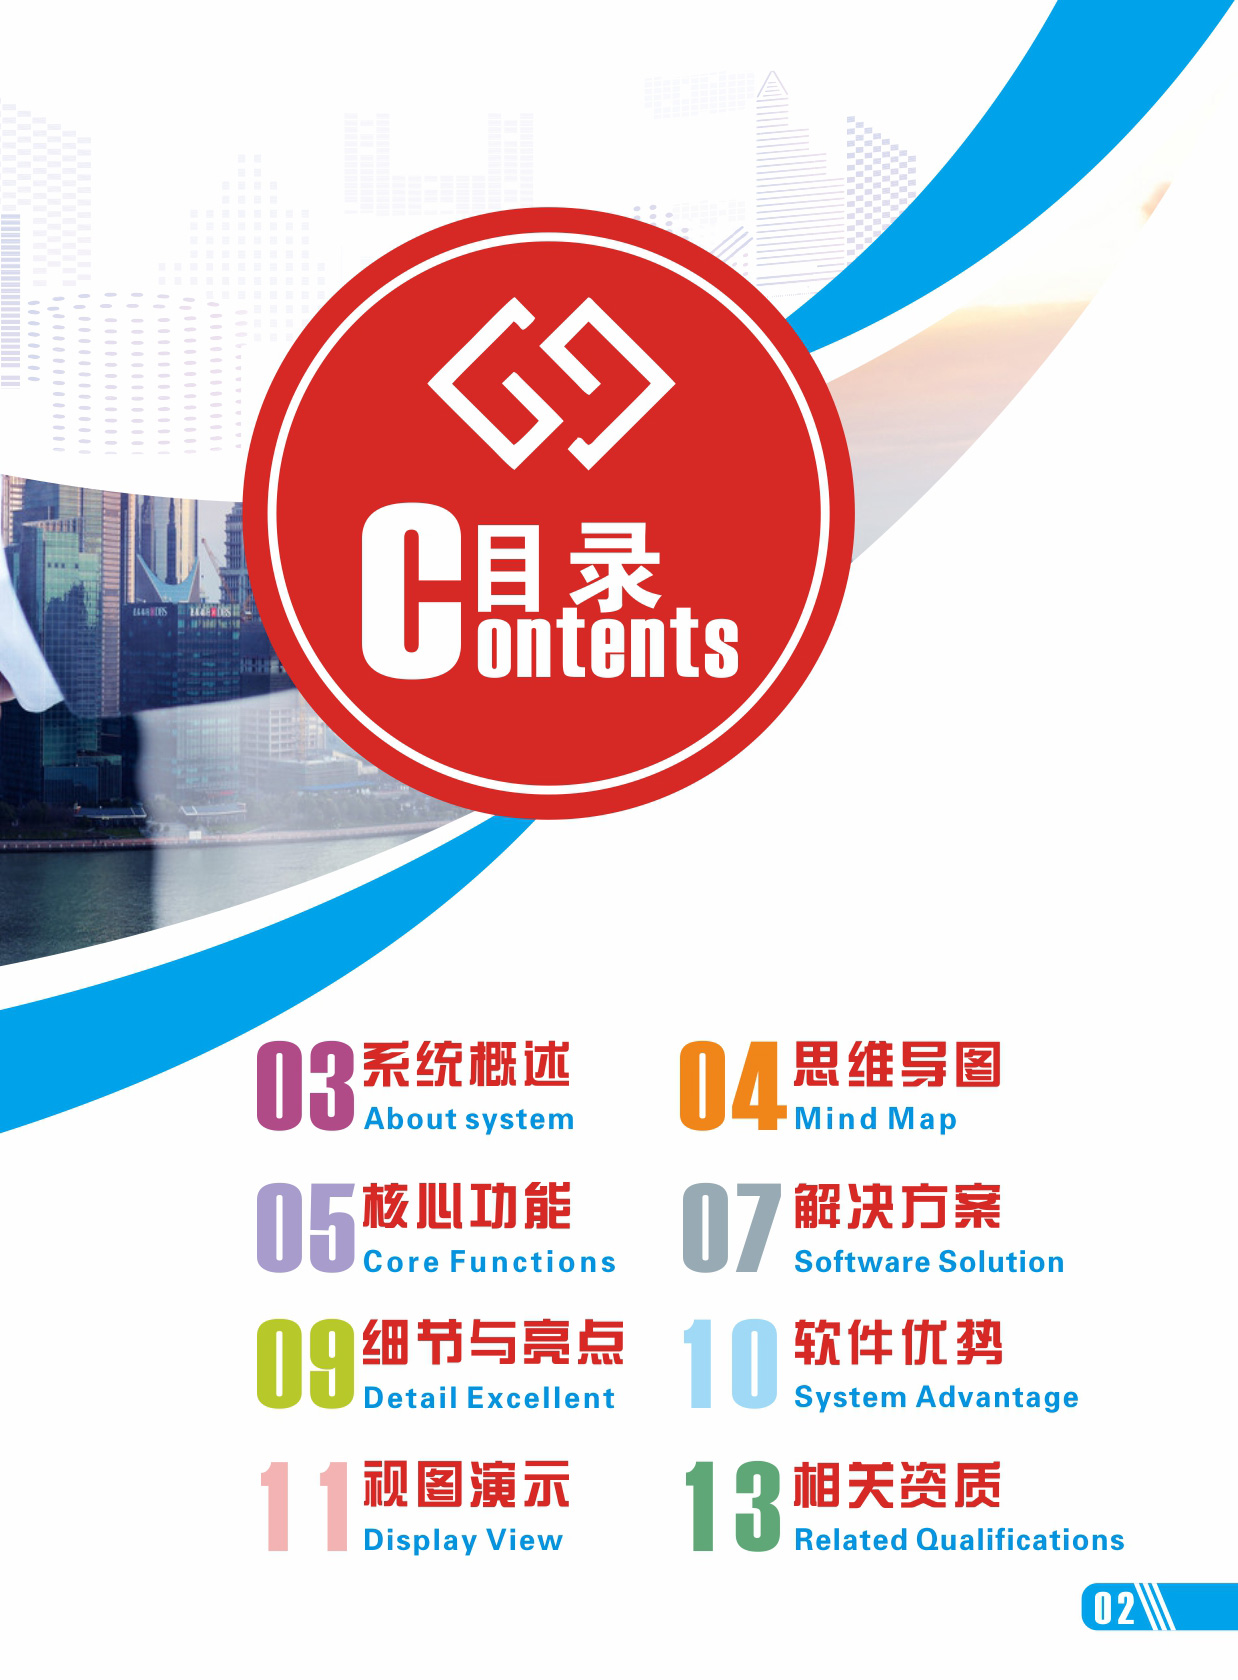 目录
Contents
03 系统概述
About system
04 思维导图
Mind Map
05 核心功能
Core Functions
07 解决方案
Software Solution
09 细节与亮点
Detail Excellent
10 软件优势
System Advantage
11 视图演示
Display View
13 相关资质
Related Qualifications
02